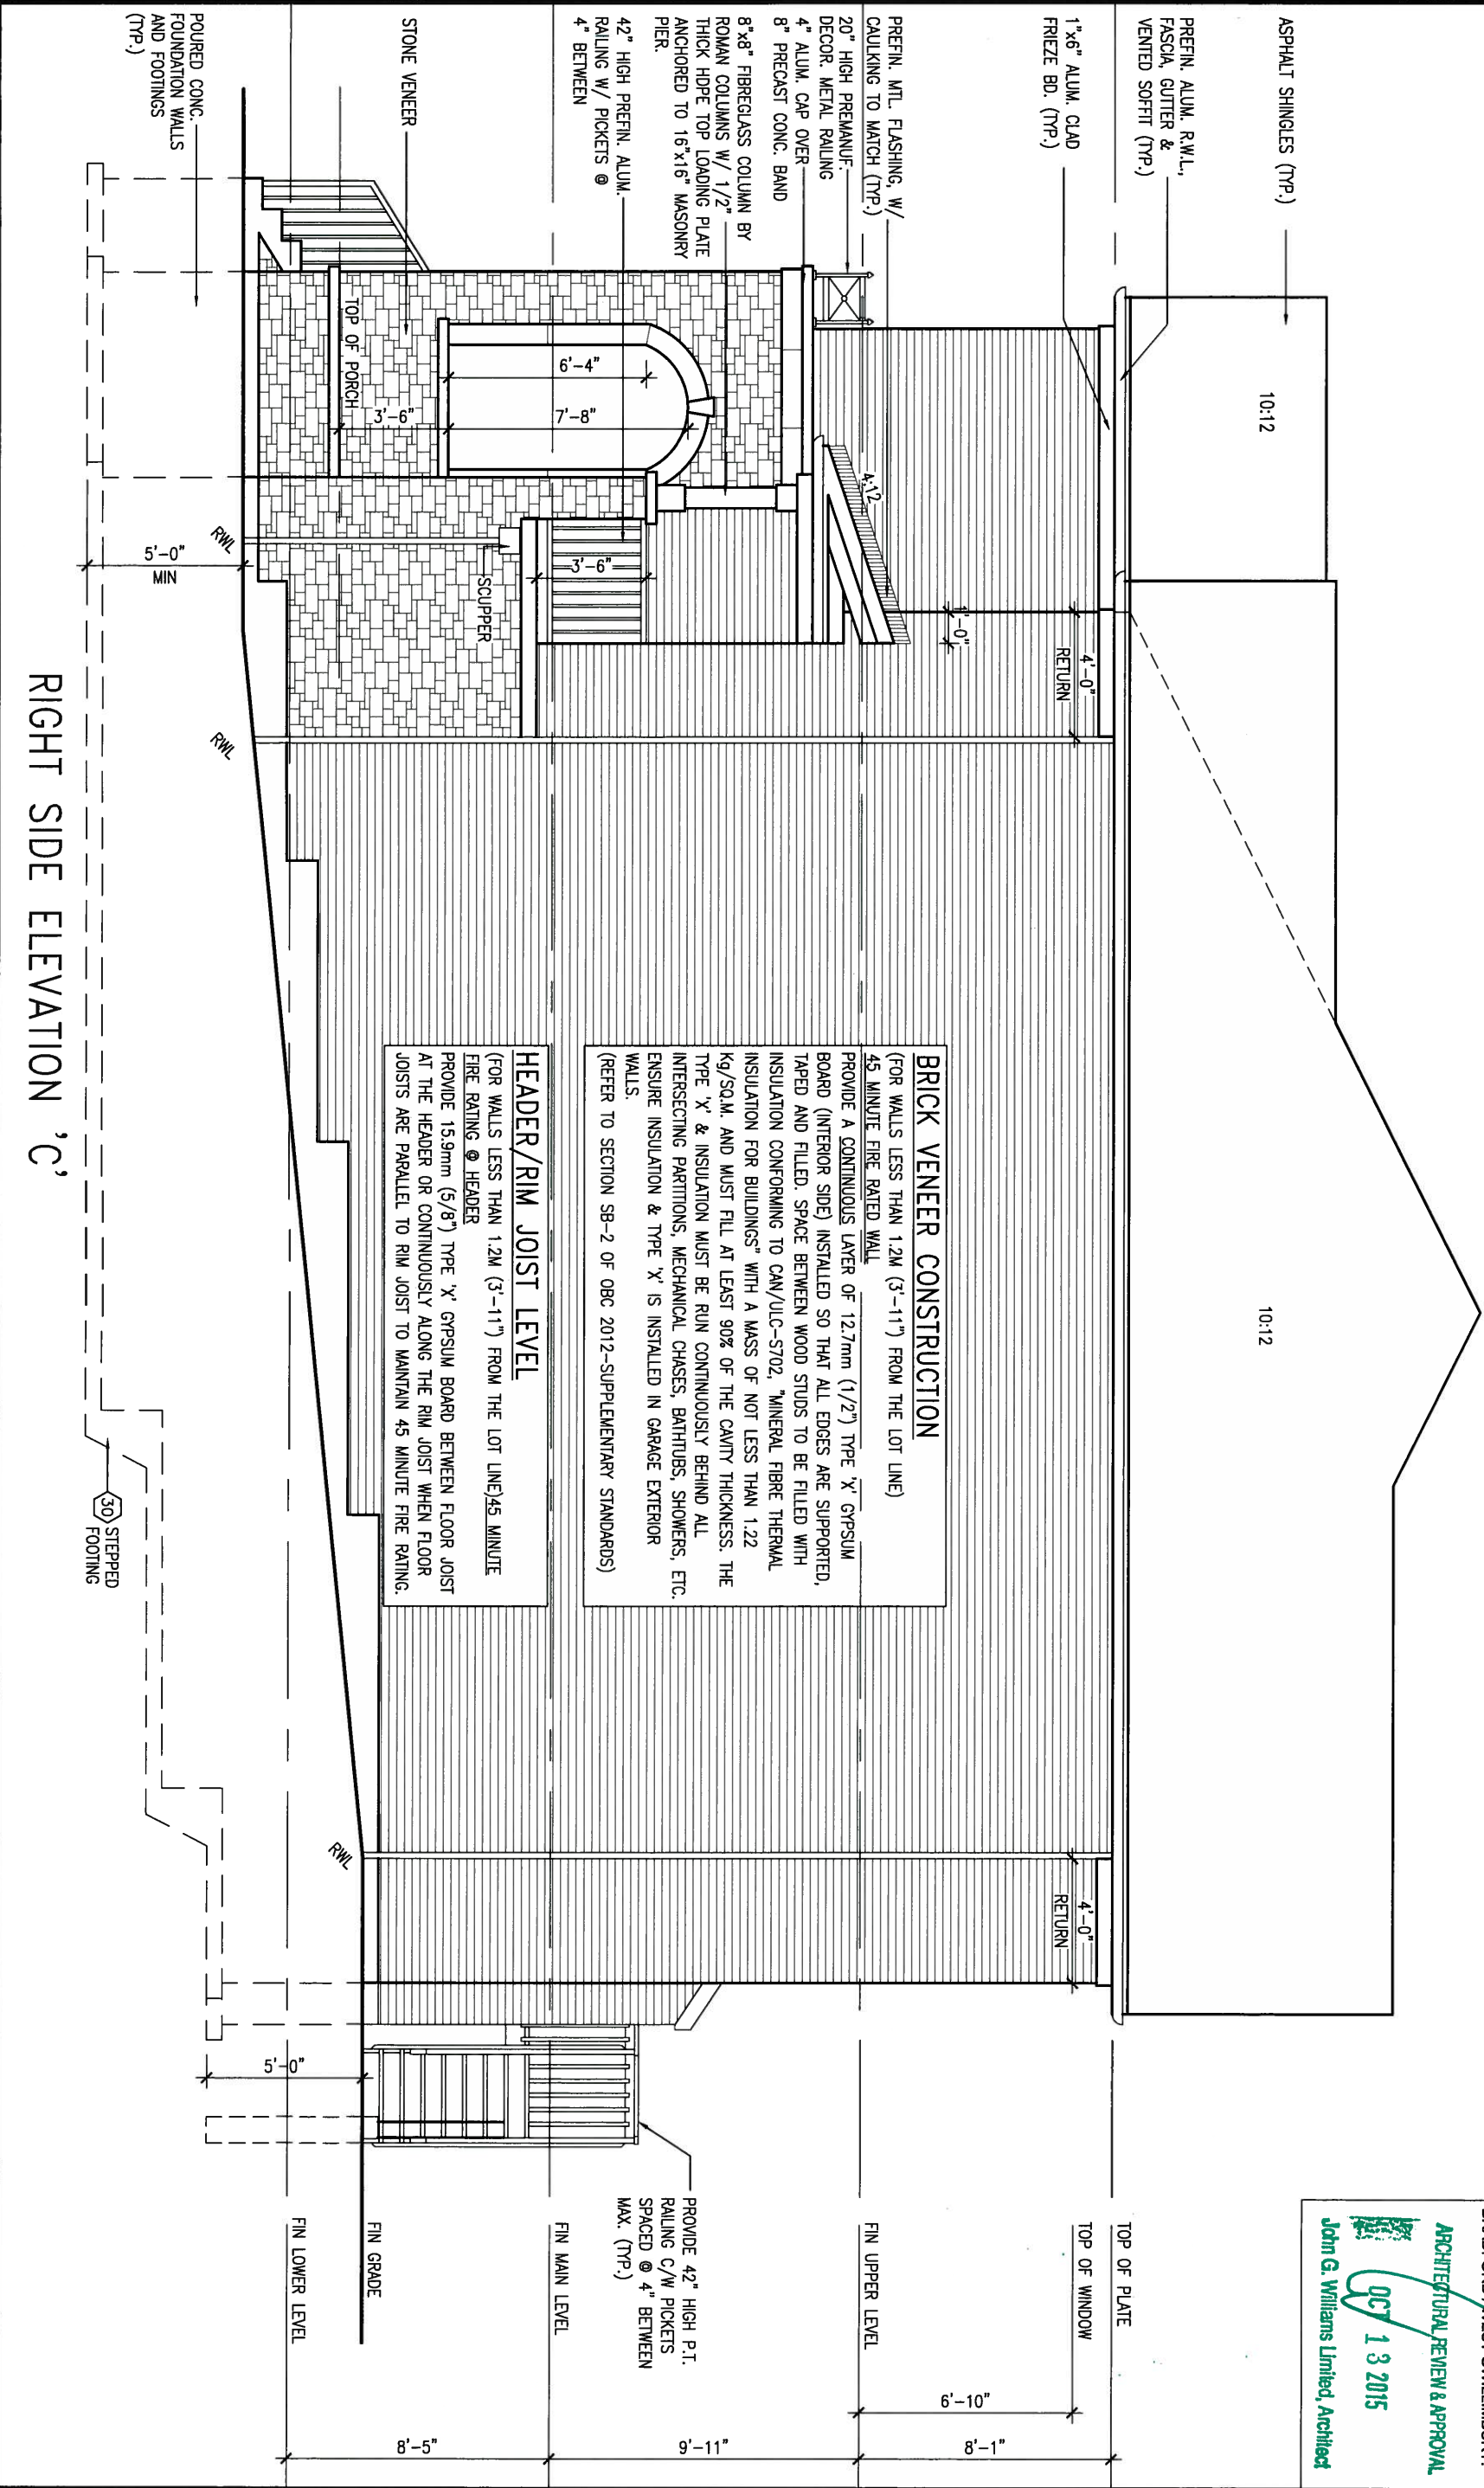 ASPHALT SHINGLES (TYP.)
PREFIN. ALUM. R.W.L.,
FASCIA, GUTTER &
VENTED SOFFIT (TYP.)
1"x6" ALUM. CLAD
FRIEZE BD. (TYP.)
PREFIN. MTL. FLASHING, W/
CAULKING TO MATCH (TYP.)
20" HIGH PREMANUF.
DECOR. METAL RAILING
4" ALUM. CAP OVER
8" PRECAST CONC. BAND
8"x8" FIBREGLASS COLUMN BY
ROMAN COLUMNS W/ 1/2"
THICK HDPE TOP LOADING PLATE
ANCHORED TO 16"x16" MASONRY
PIER.
42" HIGH PREFIN. ALUM.
RAILING W/ PICKETS @
4" BETWEEN
STONE VENEER
POURED CONC.
FOUNDATION WALLS
AND FOOTINGS
(TYP.)
10:12
10:12
4:12
1'-0"
4'-0"
RETURN
4'-0"
RETURN
6'-4"
7'-8"
3'-6"
TOP OF PORCH
3'-6"
SCUPPER
RWL
RWL
RWL
5'-0"
MIN
BRICK VENEER CONSTRUCTION
(FOR WALLS LESS THAN 1.2M (3'-11") FROM THE LOT LINE)
45 MINUTE FIRE RATED WALL
PROVIDE A CONTINUOUS LAYER OF 12.7mm (1/2") TYPE 'X' GYPSUM
BOARD (INTERIOR SIDE) INSTALLED SO THAT ALL EDGES ARE SUPPORTED,
TAPED AND FILLED. SPACE BETWEEN WOOD STUDS TO BE FILLED WITH
INSULATION CONFORMING TO CAN/ULC-S702, "MINERAL FIBRE THERMAL
INSULATION FOR BUILDINGS" WITH A MASS OF NOT LESS THAN 1.22
Kg/SQ.M. AND MUST FILL AT LEAST 90% OF THE CAVITY THICKNESS. THE
TYPE 'X' & INSULATION MUST BE RUN CONTINUOUSLY BEHIND ALL
INTERSECTING PARTITIONS, MECHANICAL CHASES, BATHTUBS, SHOWERS, ETC.
ENSURE INSULATION & TYPE 'X' IS INSTALLED IN GARAGE EXTERIOR
WALLS.
(REFER TO SECTION SB-2 OF OBC 2012-SUPPLEMENTARY STANDARDS)
HEADER/RIM JOIST LEVEL
(FOR WALLS LESS THAN 1.2M (3'-11") FROM THE LOT LINE)45 MINUTE
FIRE RATING @ HEADER
PROVIDE 15.9mm (5/8") TYPE 'X' GYPSUM BOARD BETWEEN FLOOR JOIST
AT THE HEADER OR CONTINUOUSLY ALONG THE RIM JOIST WHEN FLOOR
JOISTS ARE PARALLEL TO RIM JOIST TO MAINTAIN 45 MINUTE FIRE RATING.
30 STEPPED
FOOTING
5'-0"
PROVIDE 42" HIGH P.T.
RAILING C/W PICKETS
SPACED @ 4" BETWEEN
MAX. (TYP.)
TOP OF PLATE
TOP OF WINDOW
FIN UPPER LEVEL
FIN MAIN LEVEL
FIN GRADE
FIN LOWER LEVEL
6'-10"
8'-1"
9'-11"
8'-5"
ARCHITECTURAL REVIEW & APPROVAL
OCT 13 2015
John G. Williams Limited, Architect
RIGHT SIDE ELEVATION 'C'